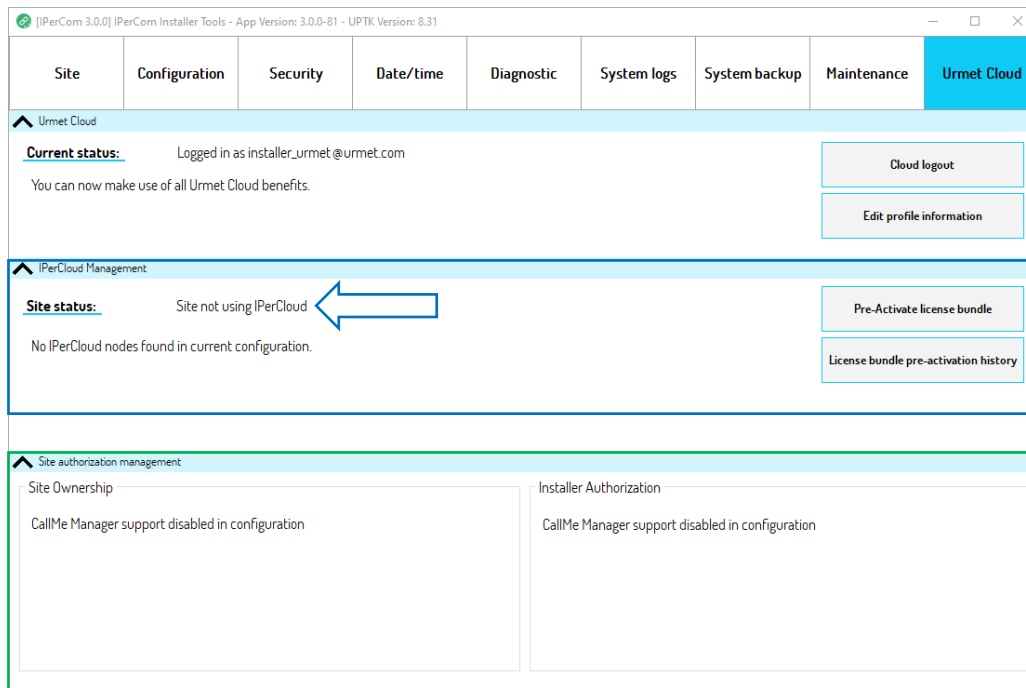 [IPerCom 3.0.0] IPerCom Installer Tools - App Version: 3.0.0-81 - UPTK Version: 8.31
Site
Configuration
Security
Date/time
Diagnostic
System logs
System backup
Maintenance
Urmet Cloud
Urmet Cloud
Current status: Logged in as installer_urmet@urmet.com
You can now make use of all Urmet Cloud benefits.
Cloud logout
Edit profile information
IPerCloud Management
Site status: Site not using IPerCloud
No IPerCloud nodes found in current configuration.
Pre-Activate license bundle
License bundle pre-activation history
Site authorization management
Site Ownership
CallMe Manager support disabled in configuration
Installer Authorization
CallMe Manager support disabled in configuration